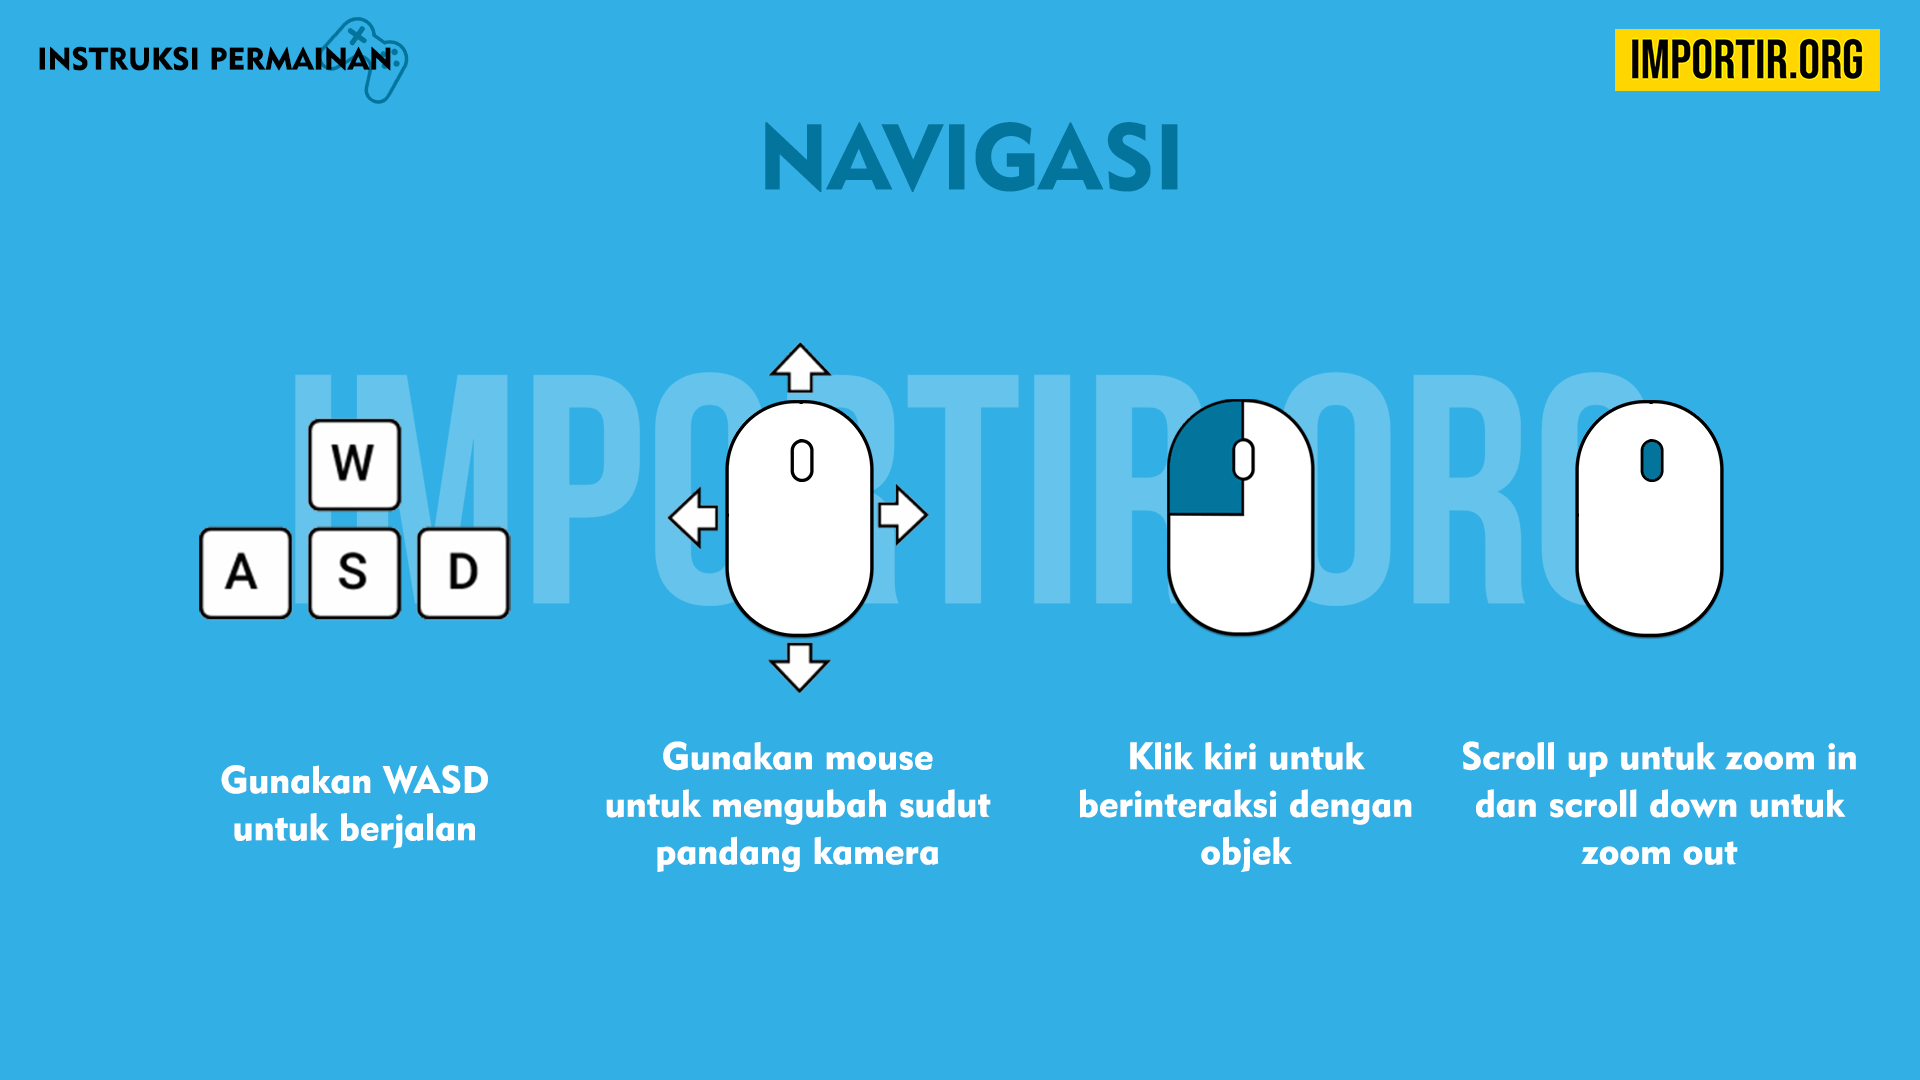 INSTRUKSI PERMAINAN
IMPORTIR.ORG
NAVIGASI
IMPORTIR.ORG
W
A S D
Gunakan WASD
untuk berjalan
Gunakan mouse
untuk mengubah sudut
pandang kamera
Klik kiri untuk
berinteraksi dengan
objek
Scroll up untuk zoom in
dan scroll down untuk
zoom out